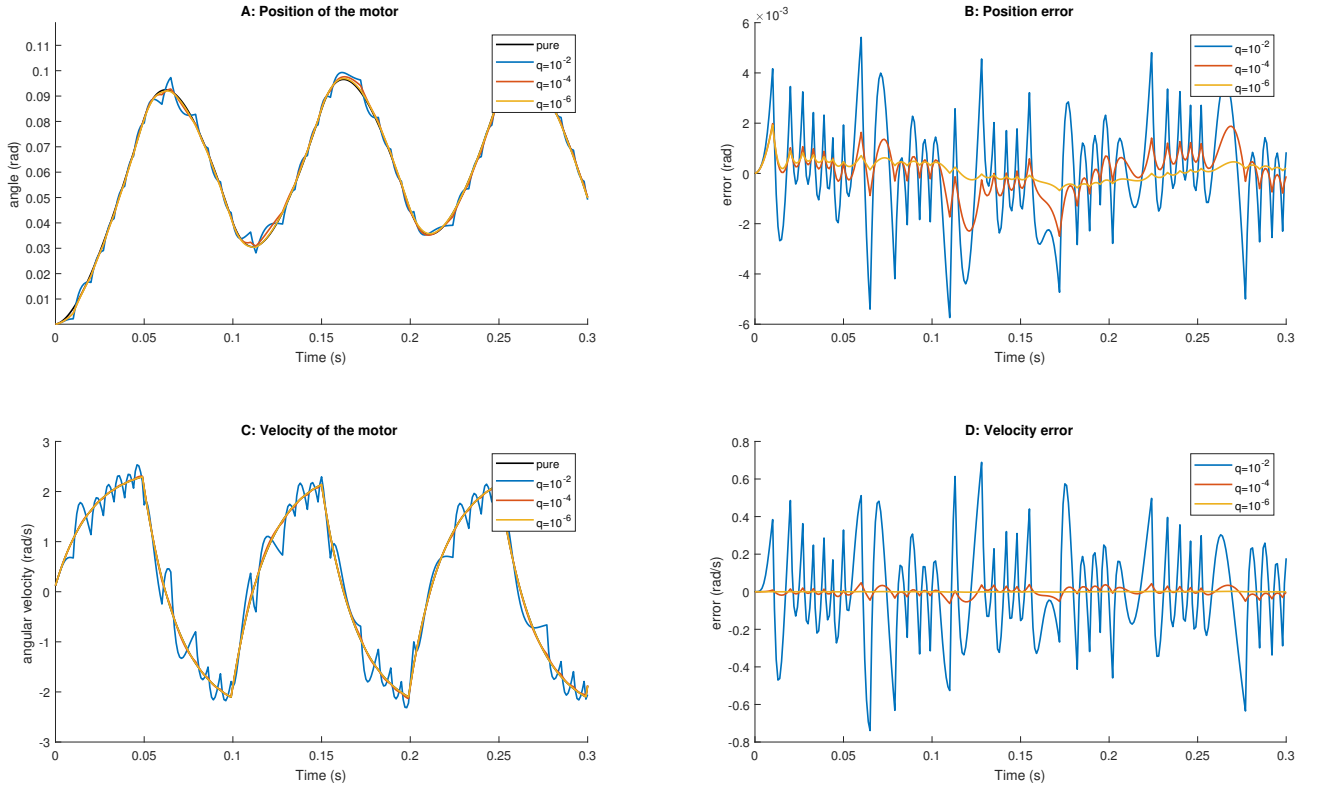 A: Position of the motor
0.11
0.1
0.09
0.08
0.07
0.06
0.05
0.04
0.03
0.02
0.01
angle (rad)
0 0.05 0.1 0.15 0.2 0.25 0.3
Time (s)
pure
q=10^-2
q=10^-4
q=10^-6
B: Position error
×10^-3
6
4
2
0
-2
-4
-6
error (rad)
0 0.05 0.1 0.15 0.2 0.25 0.3
Time (s)
q=10^-2
q=10^-4
q=10^-6
C: Velocity of the motor
3
2
1
0
-1
-2
-3
angular velocity (rad/s)
0 0.05 0.1 0.15 0.2 0.25 0.3
Time (s)
pure
q=10^-2
q=10^-4
q=10^-6
D: Velocity error
0.8
0.6
0.4
0.2
0
-0.2
-0.4
-0.6
-0.8
error (rad/s)
0 0.05 0.1 0.15 0.2 0.25 0.3
Time (s)
q=10^-2
q=10^-4
q=10^-6